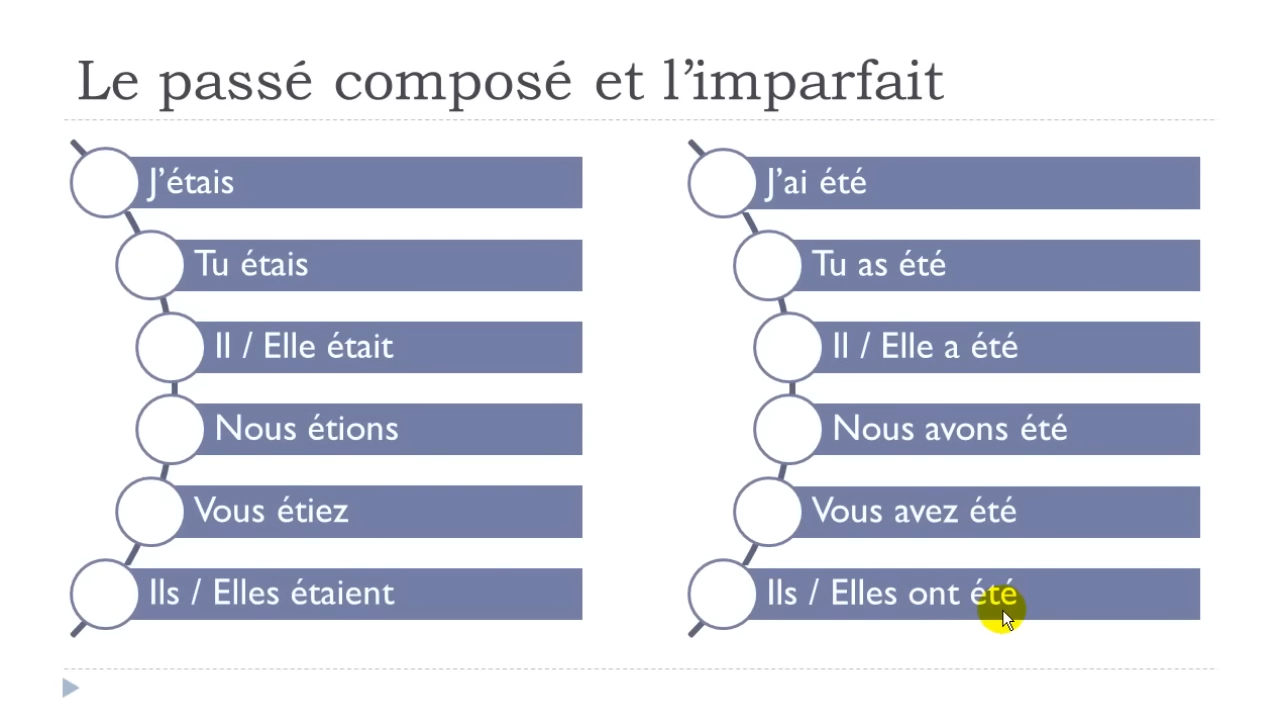 Le passé composé et l’imparfait
J’étais
Tu étais
Il / Elle était
Nous étions
Vous étiez
Ils / Elles étaient
J’ai été
Tu as été
Il / Elle a été
Nous avons été
Vous avez été
Ils / Elles ont été